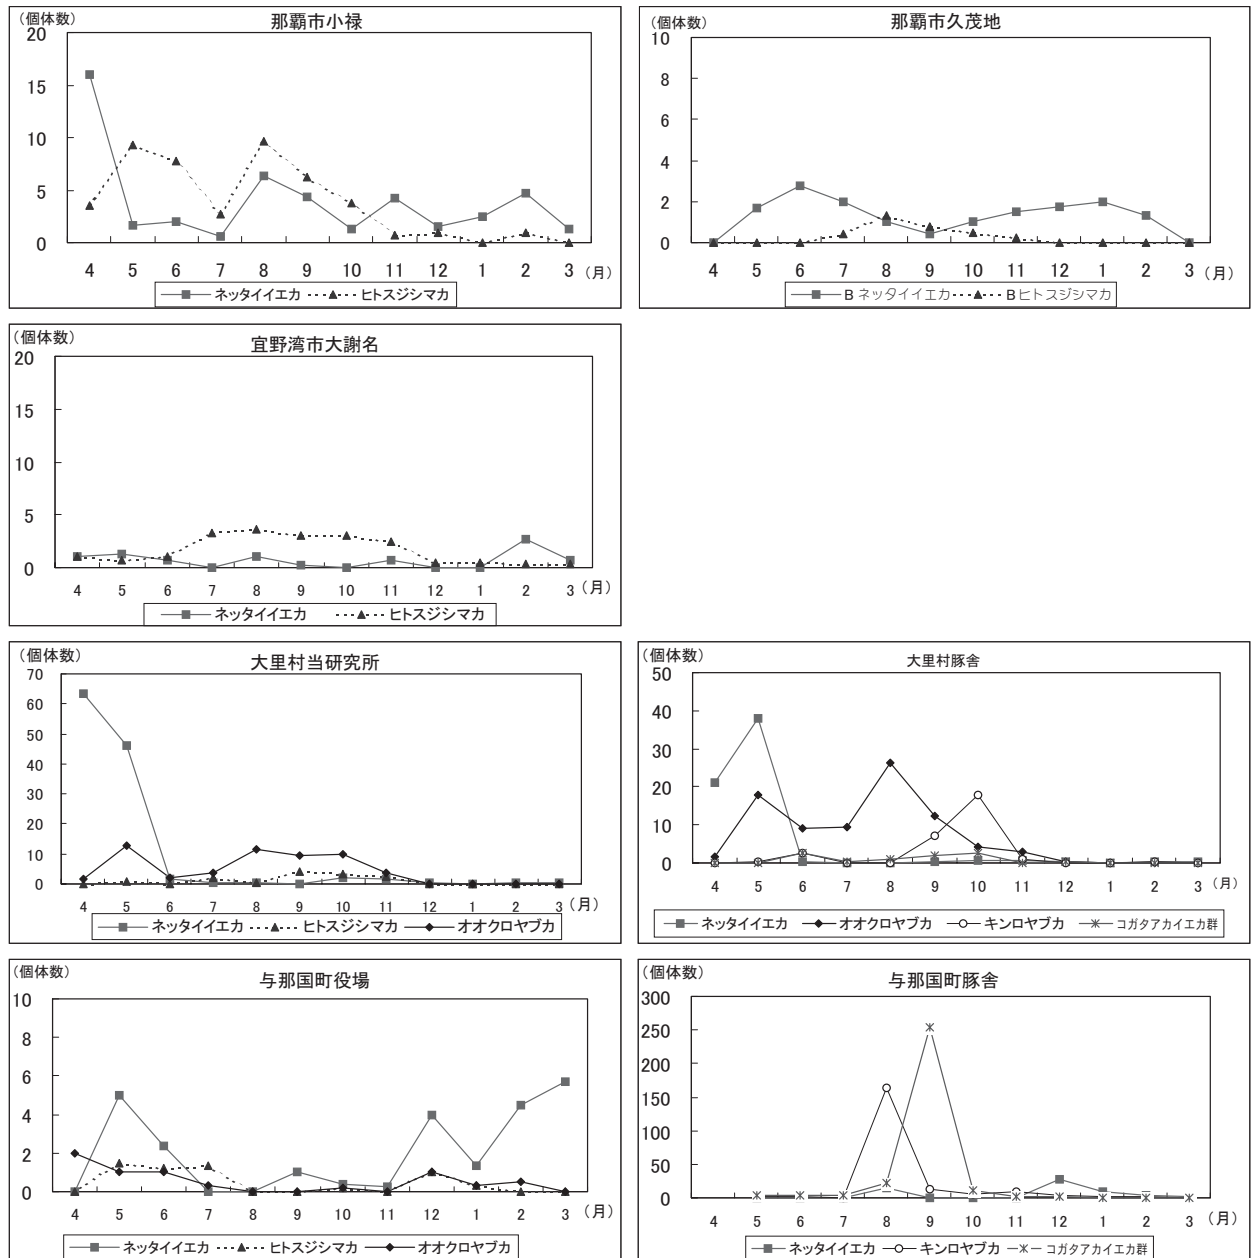 (個体数)
那覇市小禄
20
15
10
5
0
4 5 6 7 8 9 10 11 12 1 2 3 (月)
ネッタイイエカ ヒトスジシマカ
(個体数)
那覇市久茂地
10
8
6
4
2
0
4 5 6 7 8 9 10 11 12 1 2 3 (月)
B ネッタイイエカ B ヒトスジシマカ
(個体数)
宜野湾市大謝名
20
15
10
5
0
4 5 6 7 8 9 10 11 12 1 2 3 (月)
ネッタイイエカ ヒトスジシマカ
(個体数)
大里村当研究所
70
60
50
40
30
20
10
0
4 5 6 7 8 9 10 11 12 1 2 3 (月)
ネッタイイエカ ヒトスジシマカ オオクロヤブカ
(個体数)
大里村豚舎
50
40
30
20
10
0
4 5 6 7 8 9 10 11 12 1 2 3 (月)
ネッタイイエカ オオクロヤブカ キンロヤブカ コガタアカイエカ群
(個体数)
与那国町役場
10
8
6
4
2
0
4 5 6 7 8 9 10 11 12 1 2 3 (月)
ネッタイイエカ ヒトスジシマカ オオクロヤブカ
(個体数)
与那国町豚舎
300
250
200
150
100
50
0
4 5 6 7 8 9 10 11 12 1 2 3 (月)
ネッタイイエカ キンロヤブカ コガタアカイエカ群